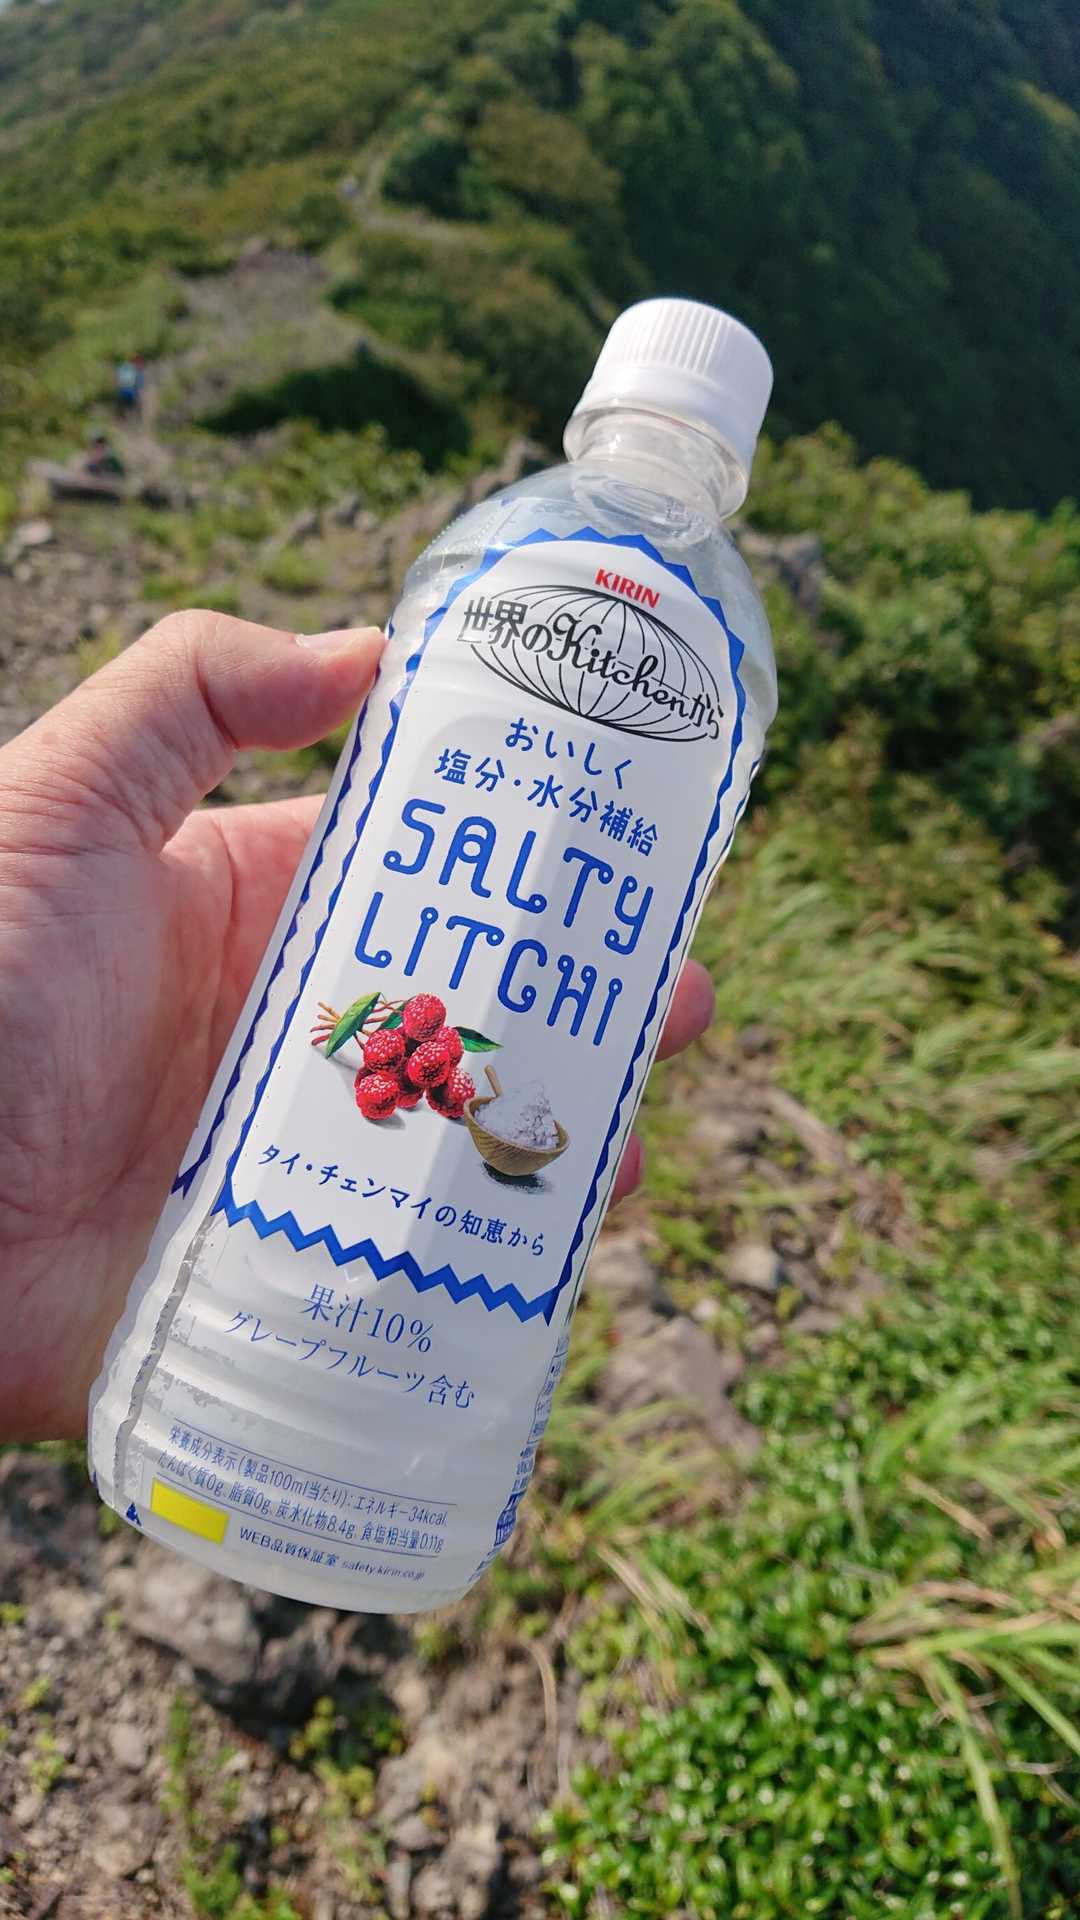 KIRIN
世界のKitchenから
おいしく
塩分・水分補給
SALTY
LITCHI
タイ・チェンマイの知恵から
果汁10%
グレープフルーツ含む
栄養成分表示(製品100ml当たり):エネルギー34kcal、
たんぱく質0g、脂質0g、炭水化物8.4g、食塩相当量0.11g
WEB品質保証室 safety.kirin.co.jp